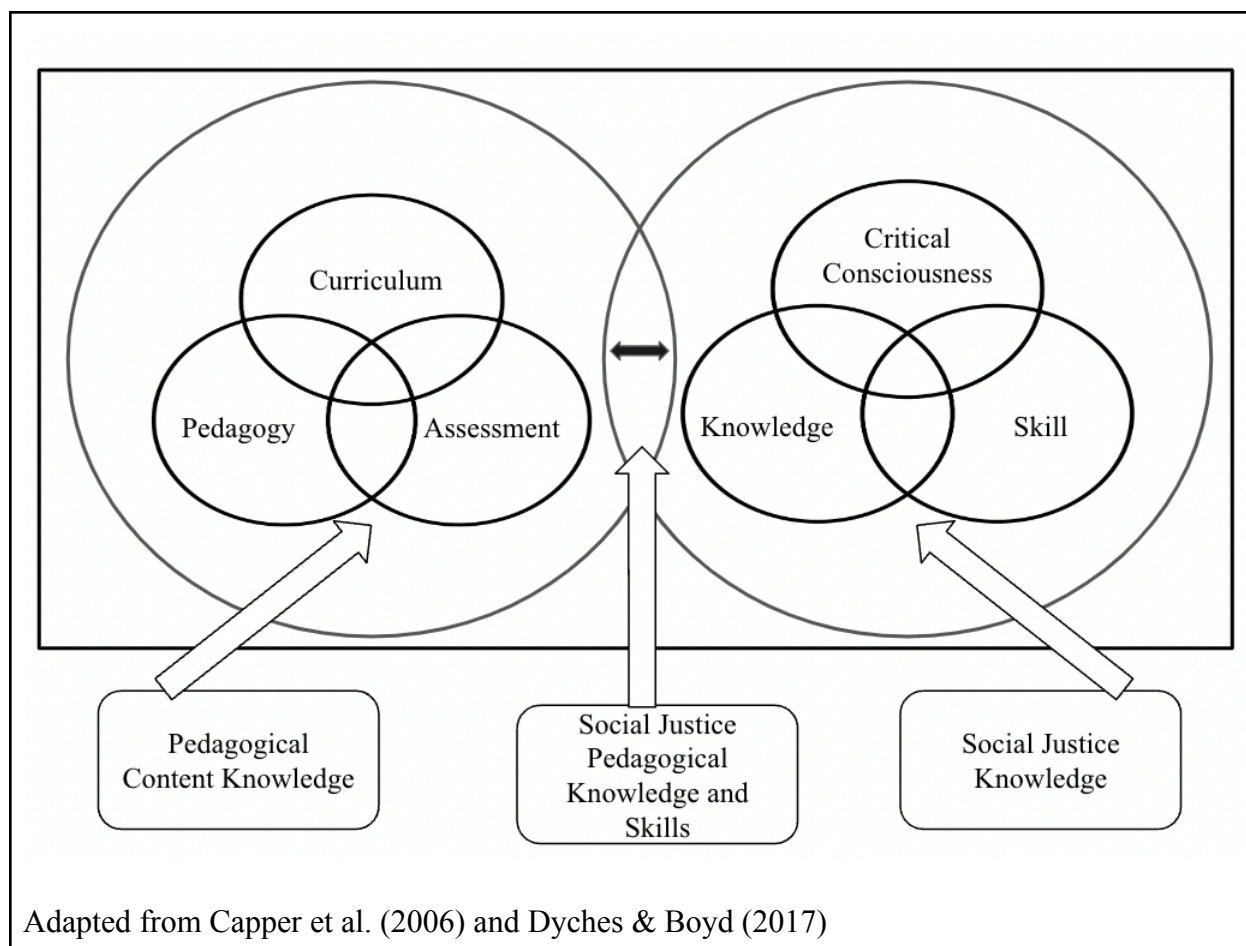 Curriculum
Pedagogy
Assessment
Critical
Consciousness
Knowledge
Skill
Pedagogical
Content Knowledge
Social Justice
Pedagogical
Knowledge and
Skills
Social Justice
Knowledge
Adapted from Capper et al. (2006) and Dyches & Boyd (2017)